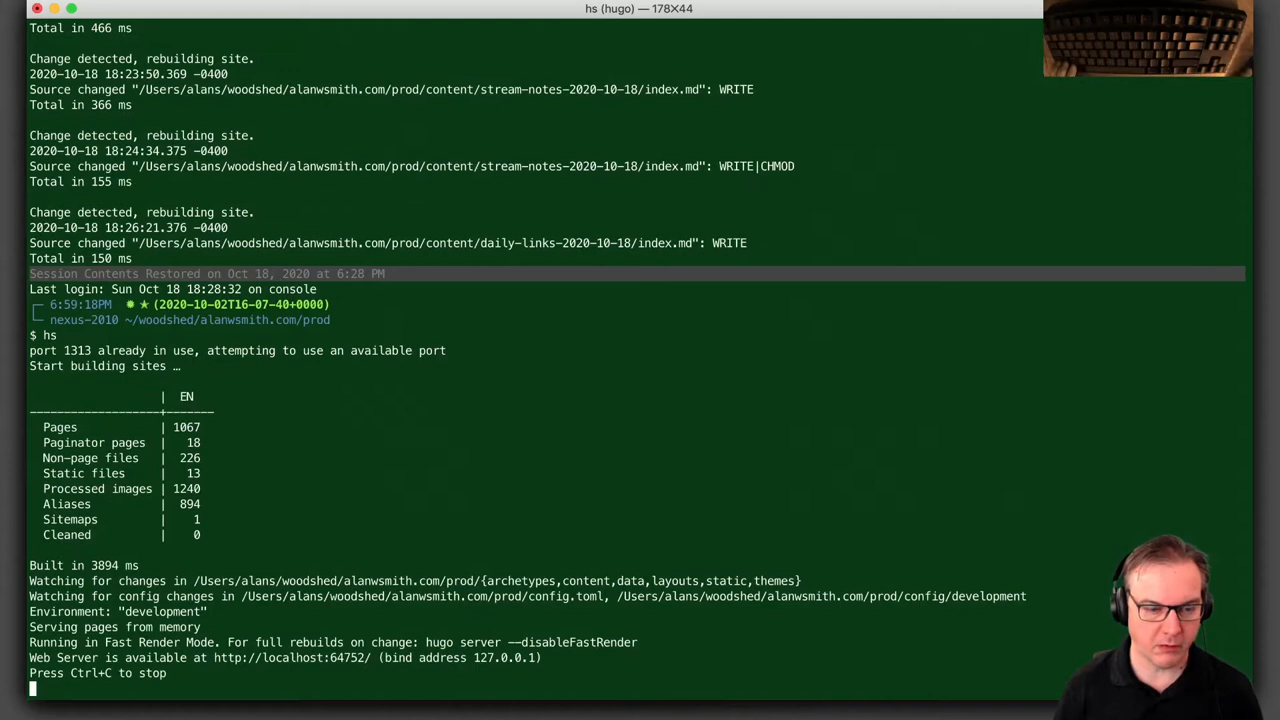 hs (hugo) — 178✕44
Total in 466 ms
Change detected, rebuilding site.
2020-10-18 18:23:50.369 -0400
Source changed "/Users/alans/woodshed/alanwsmith.com/prod/content/stream-notes-2020-10-18/index.md": WRITE
Total in 366 ms
Change detected, rebuilding site.
2020-10-18 18:24:34.375 -0400
Source changed "/Users/alans/woodshed/alanwsmith.com/prod/content/stream-notes-2020-10-18/index.md": WRITE|CHMOD
Total in 155 ms
Change detected, rebuilding site.
2020-10-18 18:26:21.376 -0400
Source changed "/Users/alans/woodshed/alanwsmith.com/prod/content/daily-links-2020-10-18/index.md": WRITE
Total in 150 ms
Session Contents Restored on Oct 18, 2020 at 6:28 PM
Last login: Sun Oct 18 18:28:32 on console
6:59:18PM ✹ ★ (2020-10-02T16-07-40+0000)
nexus-2010 ~/woodshed/alanwsmith.com/prod
$ hs
port 1313 already in use, attempting to use an available port
Start building sites …
| EN
-------------------+-------
Pages | 1067
Paginator pages | 18
Non-page files | 226
Static files | 13
Processed images | 1240
Aliases | 894
Sitemaps | 1
Cleaned | 0
Built in 3894 ms
Watching for changes in /Users/alans/woodshed/alanwsmith.com/prod/{archetypes,content,data,layouts,static,themes}
Watching for config changes in /Users/alans/woodshed/alanwsmith.com/prod/config.toml, /Users/alans/woodshed/alanwsmith.com/prod/config/development
Environment: "development"
Serving pages from memory
Running in Fast Render Mode. For full rebuilds on change: hugo server --disableFastRender
Web Server is available at http://localhost:64752/ (bind address 127.0.0.1)
Press Ctrl+C to stop